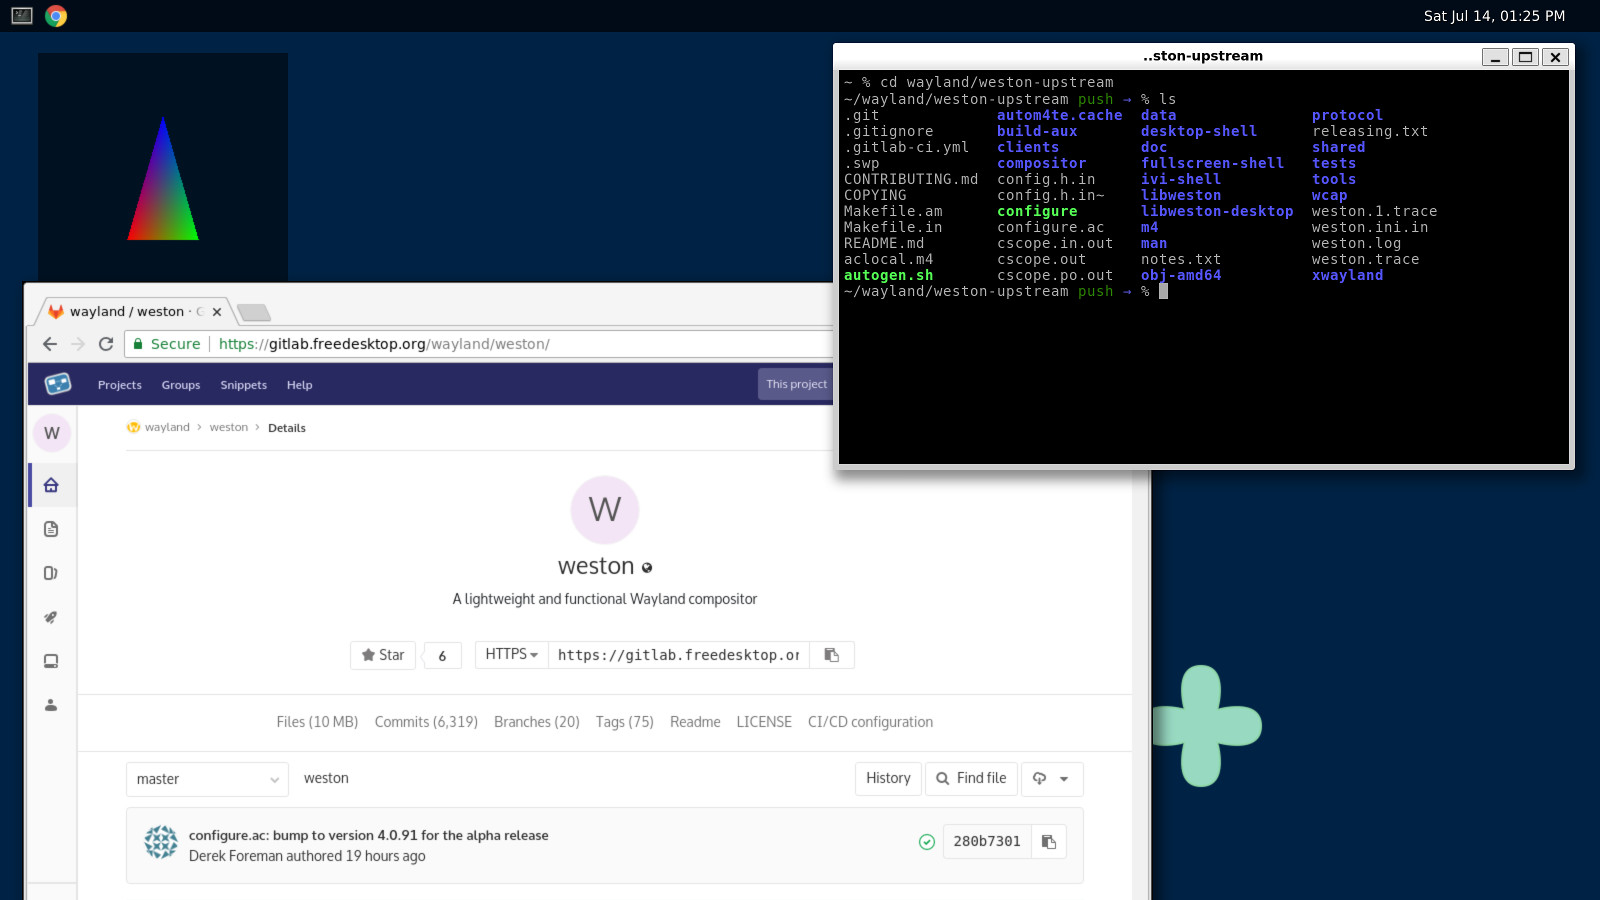 Sat Jul 14, 01:25 PM
..ston-upstream
~ % cd wayland/weston-upstream
~/wayland/weston-upstream push → % ls
.git autom4te.cache data protocol
.gitignore build-aux desktop-shell releasing.txt
.gitlab-ci.yml clients doc shared
.swp compositor fullscreen-shell tests
CONTRIBUTING.md config.h.in ivi-shell tools
COPYING config.h.in~ libweston wcap
Makefile.am configure libweston-desktop weston.1.trace
Makefile.in configure.ac m4 weston.ini.in
README.md cscope.in.out man weston.log
aclocal.m4 cscope.out notes.txt weston.trace
autogen.sh cscope.po.out obj-amd64 xwayland
~/wayland/weston-upstream push → %
wayland / weston · G
Secure https://gitlab.freedesktop.org/wayland/weston/
Projects Groups Snippets Help This project
W wayland > weston > Details
W
weston
A lightweight and functional Wayland compositor
Star 6 HTTPS https://gitlab.freedesktop.or
Files (10 MB) Commits (6,319) Branches (20) Tags (75) Readme LICENSE CI/CD configuration
master weston History Find file
configure.ac: bump to version 4.0.91 for the alpha release
Derek Foreman authored 19 hours ago
280b7301